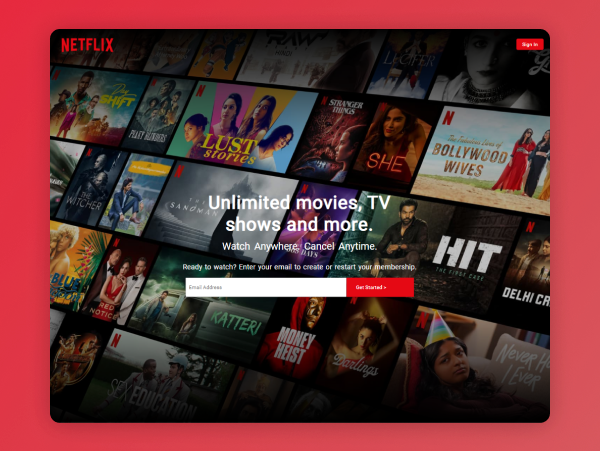 NETFLIX
Sign In
RAW
LUCIFER
Day
SHIFT
PEAKY BLINDERS
LUST
stories
STRANGER
THINGS
SHE
The Fabulous Lives of
BOLLYWOOD
WIVES
THE
WITCHER
THE
SANDMAN
Unlimited movies, TV
shows and more.
Watch Anywhere. Cancel Anytime.
Ready to watch? Enter your email to create or restart your membership.
Email Address
Get Started >
HIT
THE FIRST CASE
DELHI CR
RED
NOTICE
KATTERI
MONEY
HEIST
Darlings
Never H
I Ever
SEX EDUCATION